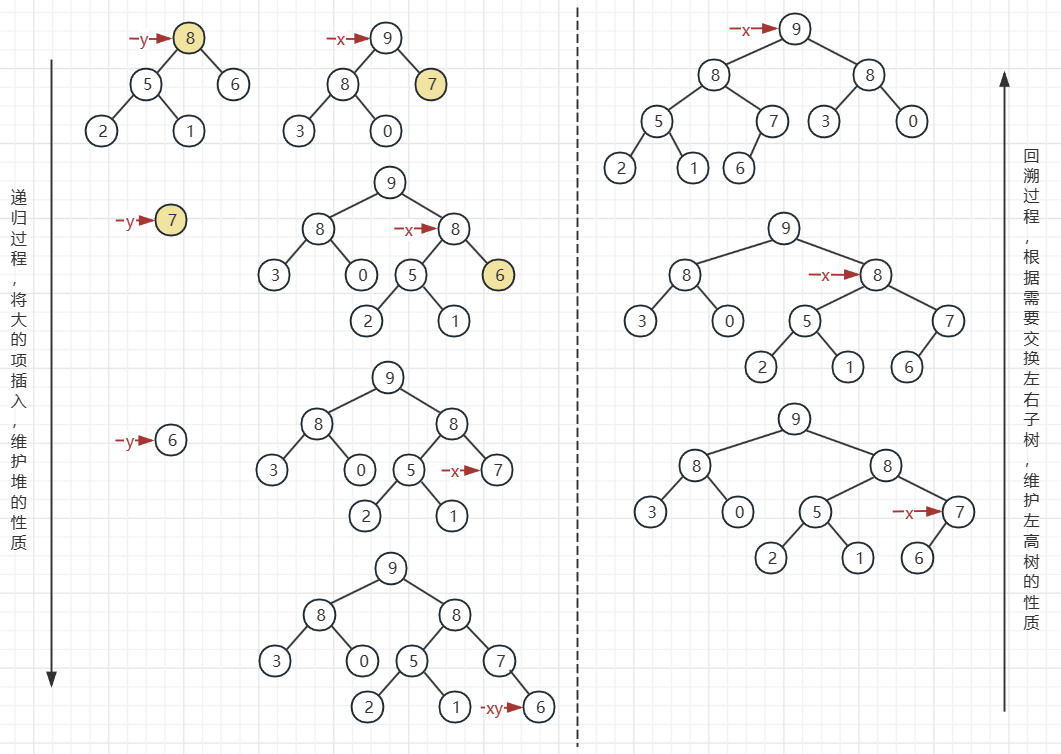 递归过程,将大的项插入,维护堆的性质
y 8
5 6
2 1
x 9
8 7
3 0
y 7
9
8 x 8
3 0 5 6
2 1
y 6
9
8 8
3 0 5 x 7
2 1
9
8 8
3 0 5 7
2 1 xy 6
x 9
8 8
5 7 3 0
2 1 6
9
8 x 8
3 0 5 7
2 1 6
9
8 8
3 0 5 x 7
2 1 6
回溯过程,根据需要交换左右子树,维护左高树的性质